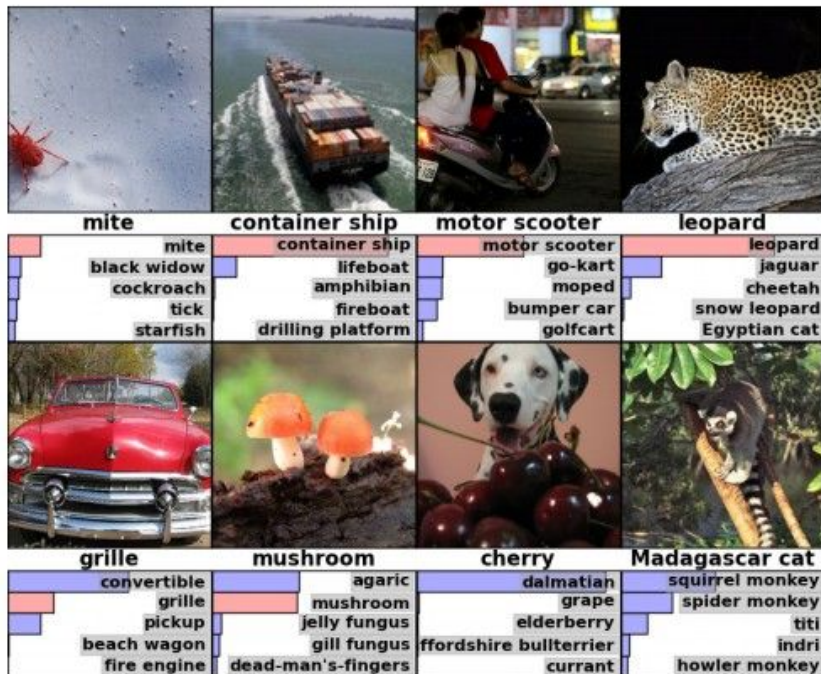 mite
container ship
motor scooter
leopard
mite
black widow
cockroach
tick
starfish
container ship
lifeboat
amphibian
fireboat
drilling platform
motor scooter
go-kart
moped
bumper car
golfcart
leopard
jaguar
cheetah
snow leopard
Egyptian cat
grille
mushroom
cherry
Madagascar cat
convertible
grille
pickup
beach wagon
fire engine
agaric
mushroom
jelly fungus
gill fungus
dead-man's-fingers
dalmatian
grape
elderberry
ffordshire bullterrier
currant
squirrel monkey
spider monkey
titi
indri
howler monkey